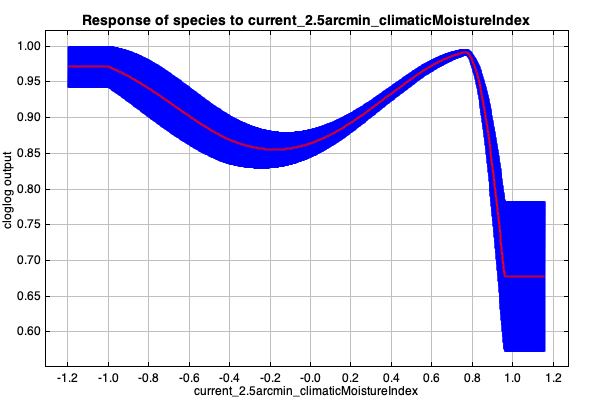 Response of species to current_2.5arcmin_climaticMoistureIndex
cloglog output
1.00
0.95
0.90
0.85
0.80
0.75
0.70
0.65
0.60
-1.2 -1.0 -0.8 -0.6 -0.4 -0.2 -0.0 0.2 0.4 0.6 0.8 1.0 1.2
current_2.5arcmin_climaticMoistureIndex